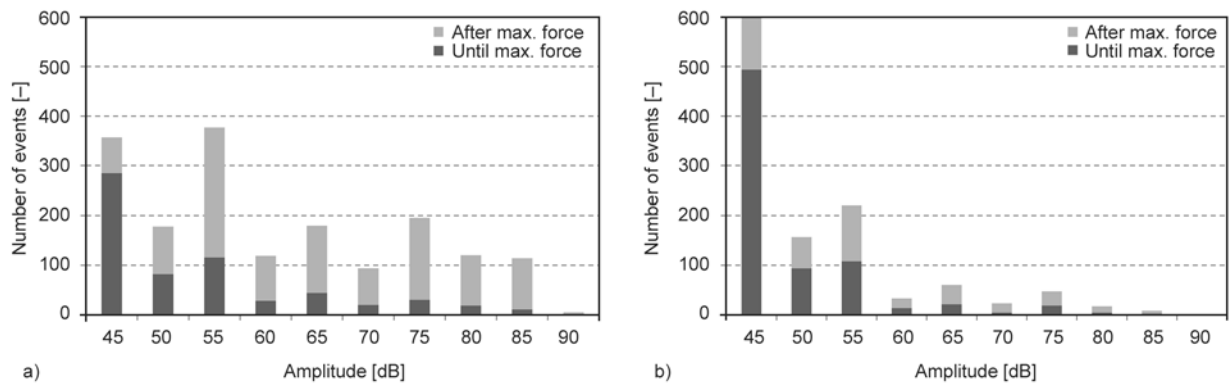 600
500
400
300
200
100
0
Number of events [–]
After max. force
Until max. force
45 50 55 60 65 70 75 80 85 90
a)
Amplitude [dB]
600
500
400
300
200
100
0
Number of events [–]
After max. force
Until max. force
45 50 55 60 65 70 75 80 85 90
b)
Amplitude [dB]